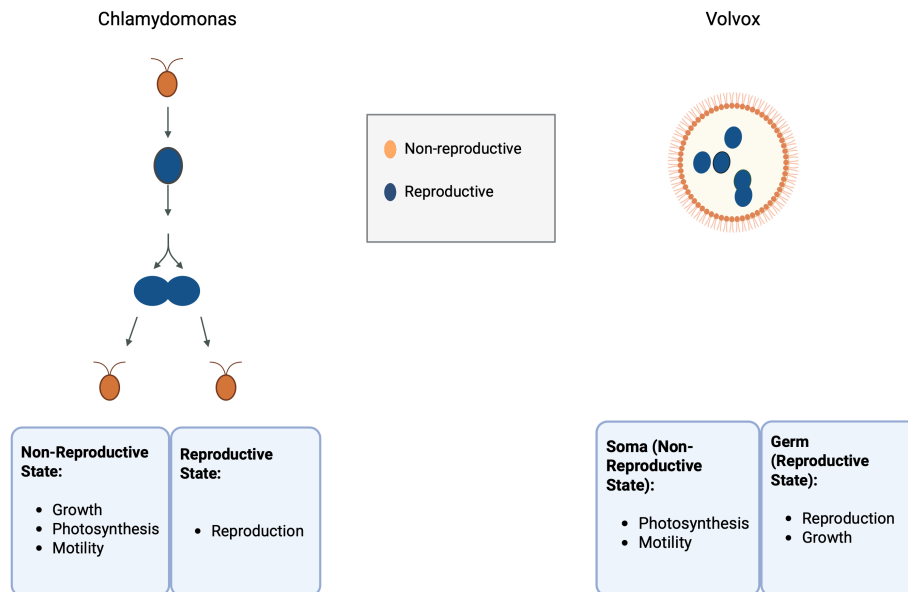 Chlamydomonas
Volvox
Non-reproductive
Reproductive
Non-Reproductive
State:
• Growth
• Photosynthesis
• Motility
Reproductive
State:
• Reproduction
Soma (Non-
Reproductive
State):
• Photosynthesis
• Motility
Germ
(Reproductive
State):
• Reproduction
• Growth